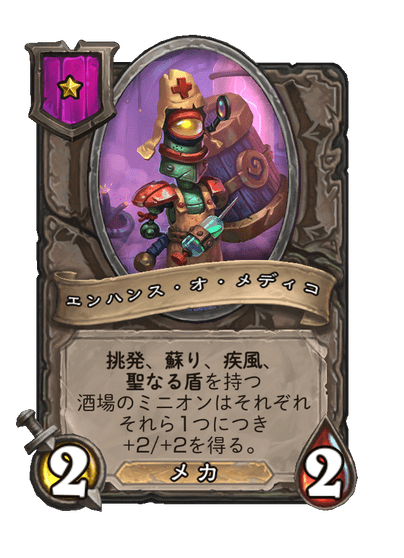 エンハンス・オ・メディコ
挑発、蘇り、疾風、
聖なる盾を持つ
酒場のミニオンはそれぞれ
それら1つにつき
+2/+2を得る。
2
メカ
2